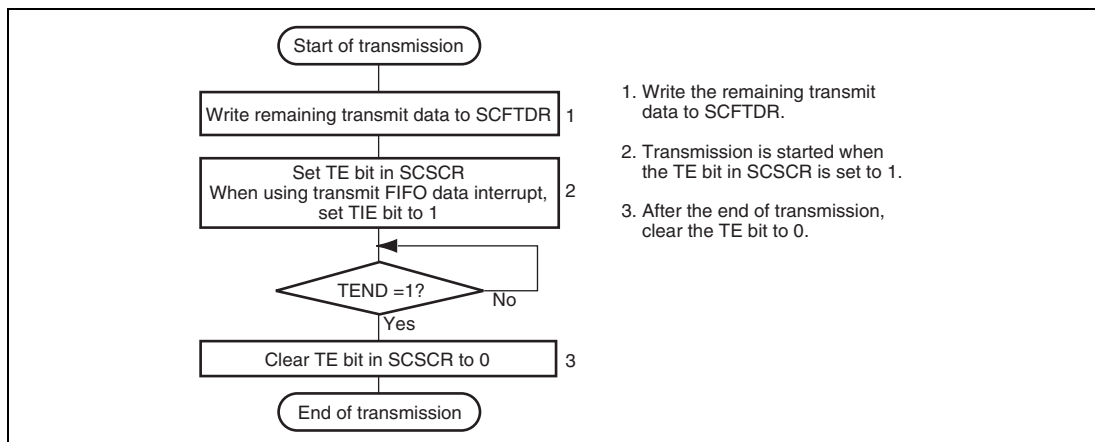 Start of transmission
Write remaining transmit data to SCFTDR
1
Set TE bit in SCSCR
When using transmit FIFO data interrupt,
set TIE bit to 1
2
TEND =1?
No
Yes
Clear TE bit in SCSCR to 0
3
End of transmission
1. Write the remaining transmit
data to SCFTDR.
2. Transmission is started when
the TE bit in SCSCR is set to 1.
3. After the end of transmission,
clear the TE bit to 0.